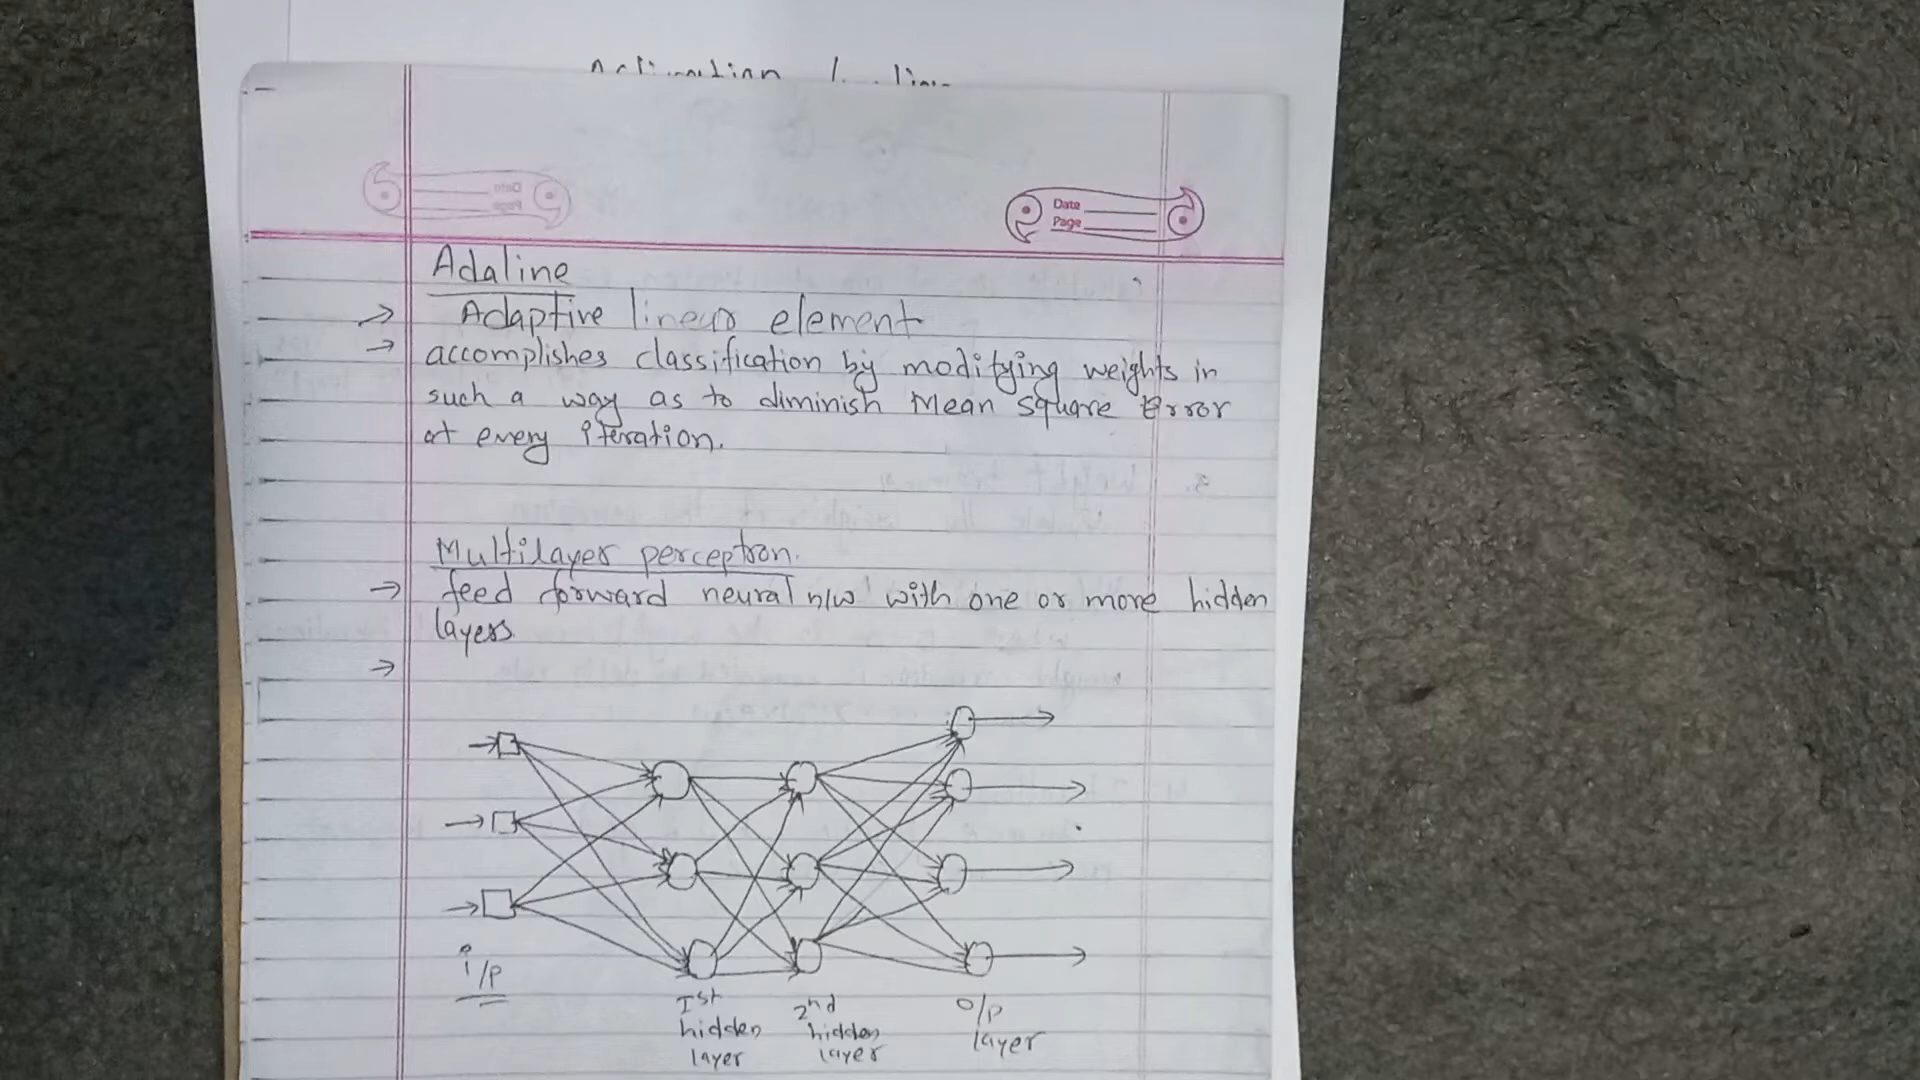 Date
Page
Adaline
→ Adaptive linear element
→ accomplishes classification by modifying weights in
such a way as to diminish Mean Square Error
at every iteration.
Multilayer perceptron.
→ feed forward neural n/w with one or more hidden
layers.
→
i/p
Ist hidden layer
2nd hidden layer
o/p layer